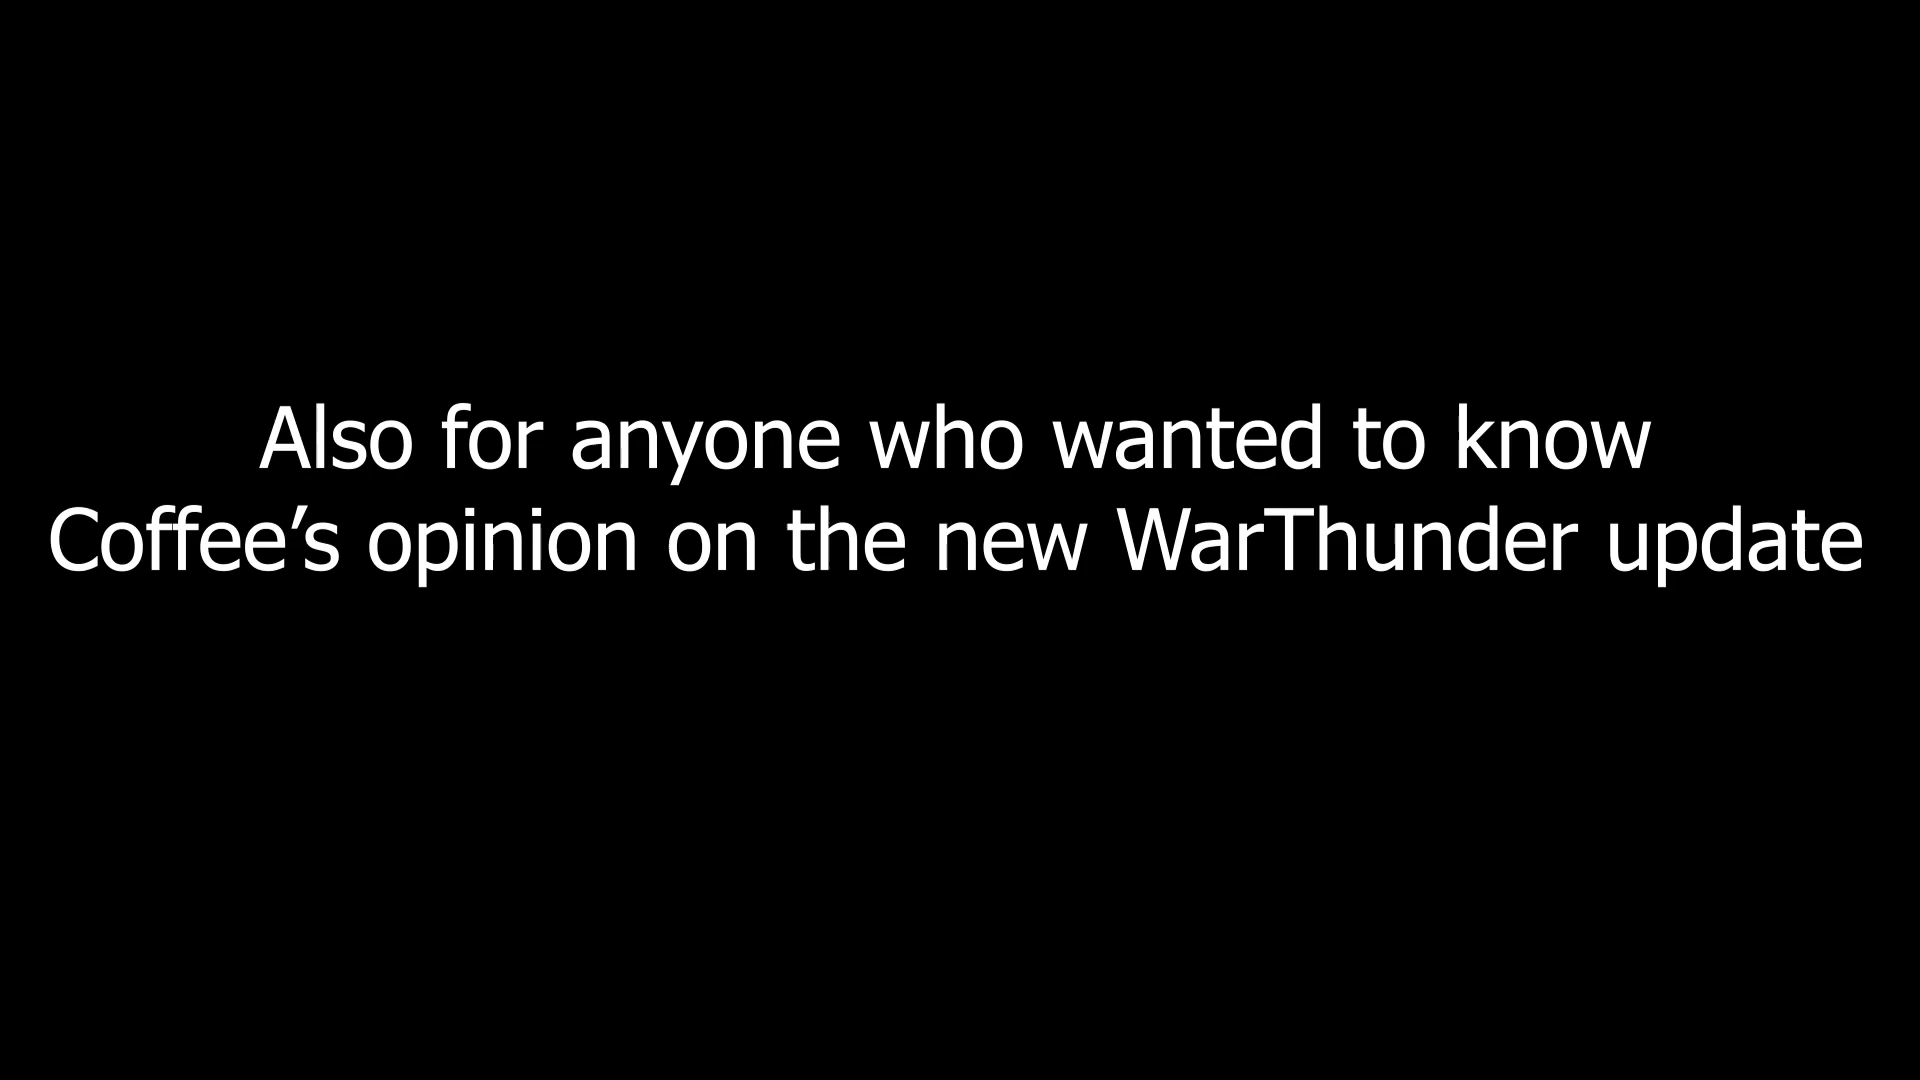 Also for anyone who wanted to know
Coffee’s opinion on the new WarThunder update